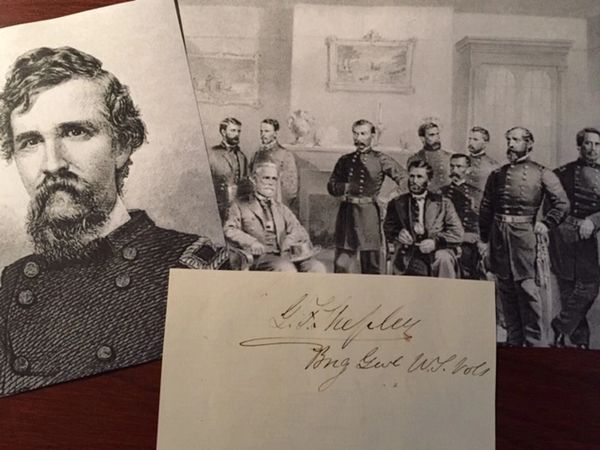 G. F. Shepley
Brig Genl U.S. Vols